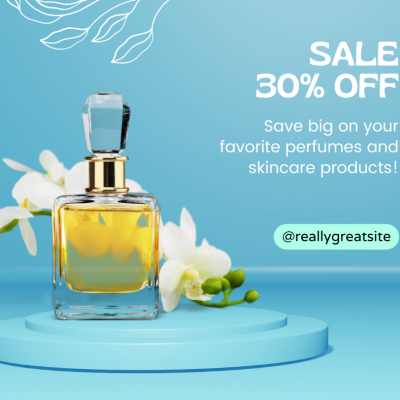 SALE
30% OFF
Save big on your
favorite perfumes and
skincare products!
@reallygreatsite